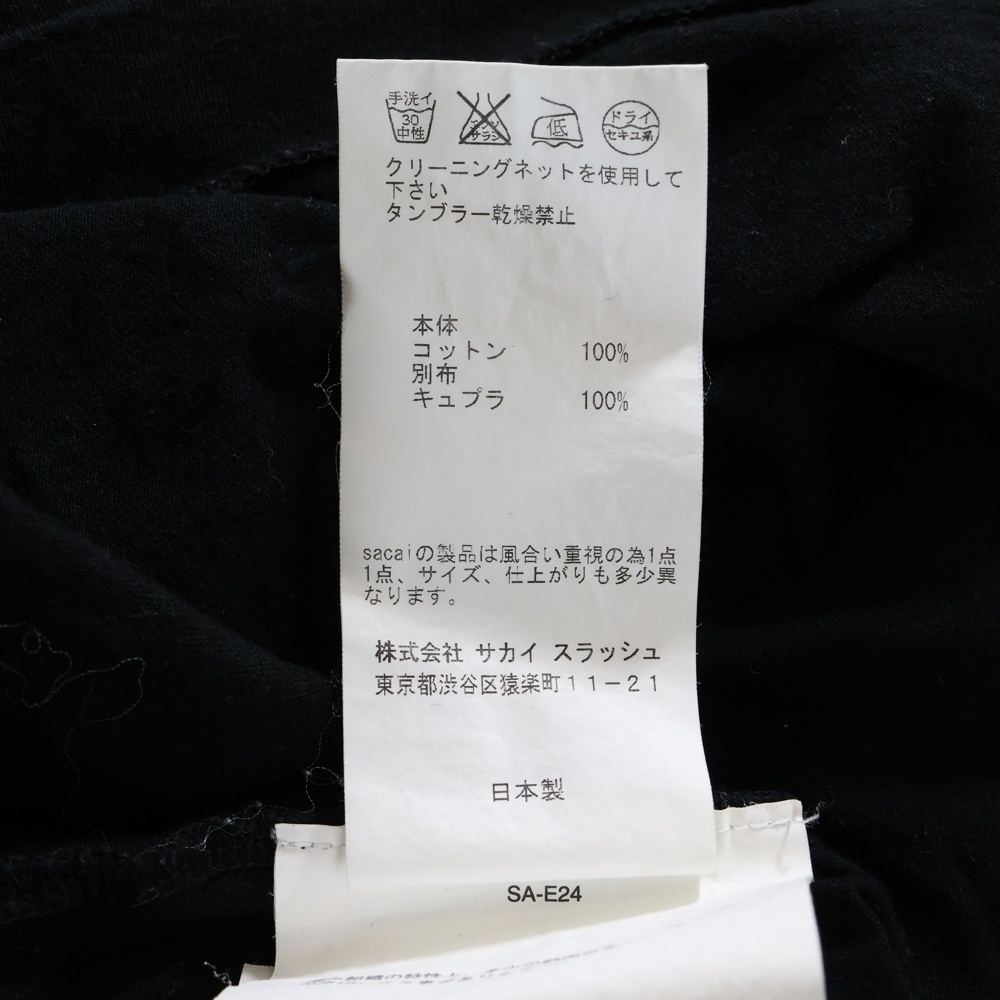 手洗イ
30
中性
エンソ
サラシ
低
ドライ
セキユ系
クリーニングネットを使用して
下さい
タンブラー乾燥禁止
本体
コットン 100%
別布
キュプラ 100%
sacaiの製品は風合い重視の為1点
1点、サイズ、仕上がりも多少異
なります。
株式会社 サカイ スラッシュ
東京都渋谷区猿楽町11-21
日本製
SA-E24